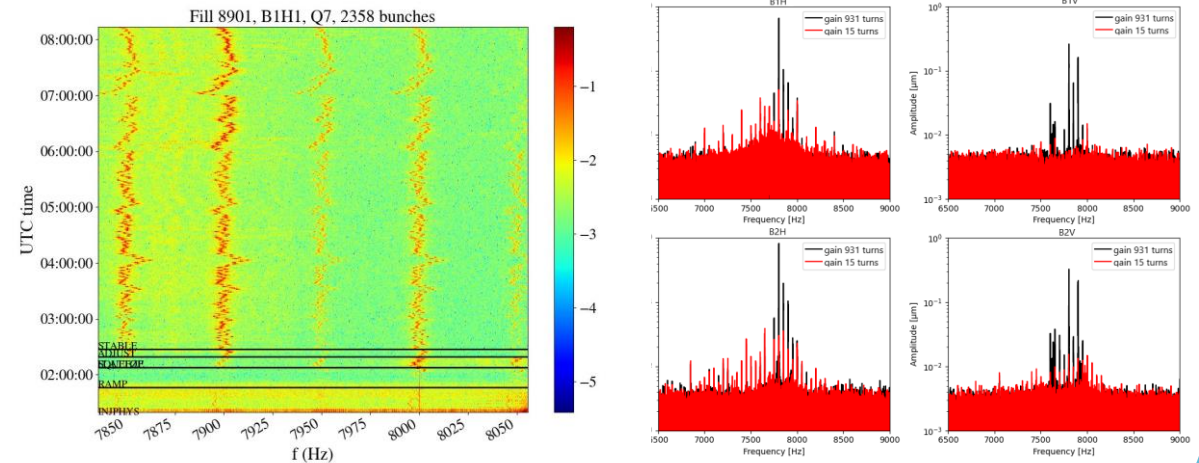 Fill 8901, B1H1, Q7, 2358 bunches
08:00:00
07:00:00
06:00:00
05:00:00
04:00:00
03:00:00
02:00:00
UTC time
STABLE
ADJUST
RAMP
INJPHYS
7850 7875 7900 7925 7950 7975 8000 8025 8050
f (Hz)
−1
−2
−3
−4
−5
B1H
gain 931 turns
gain 15 turns
6500 7000 7500 8000 8500 9000
Frequency [Hz]
B1V
gain 931 turns
gain 15 turns
Amplitude [μm]
10⁰
10⁻¹
10⁻²
10⁻³
6500 7000 7500 8000 8500 9000
Frequency [Hz]
B2H
gain 931 turns
gain 15 turns
6500 7000 7500 8000 8500 9000
Frequency [Hz]
B2V
gain 931 turns
gain 15 turns
Amplitude [μm]
10⁰
10⁻¹
10⁻²
10⁻³
6500 7000 7500 8000 8500 9000
Frequency [Hz]